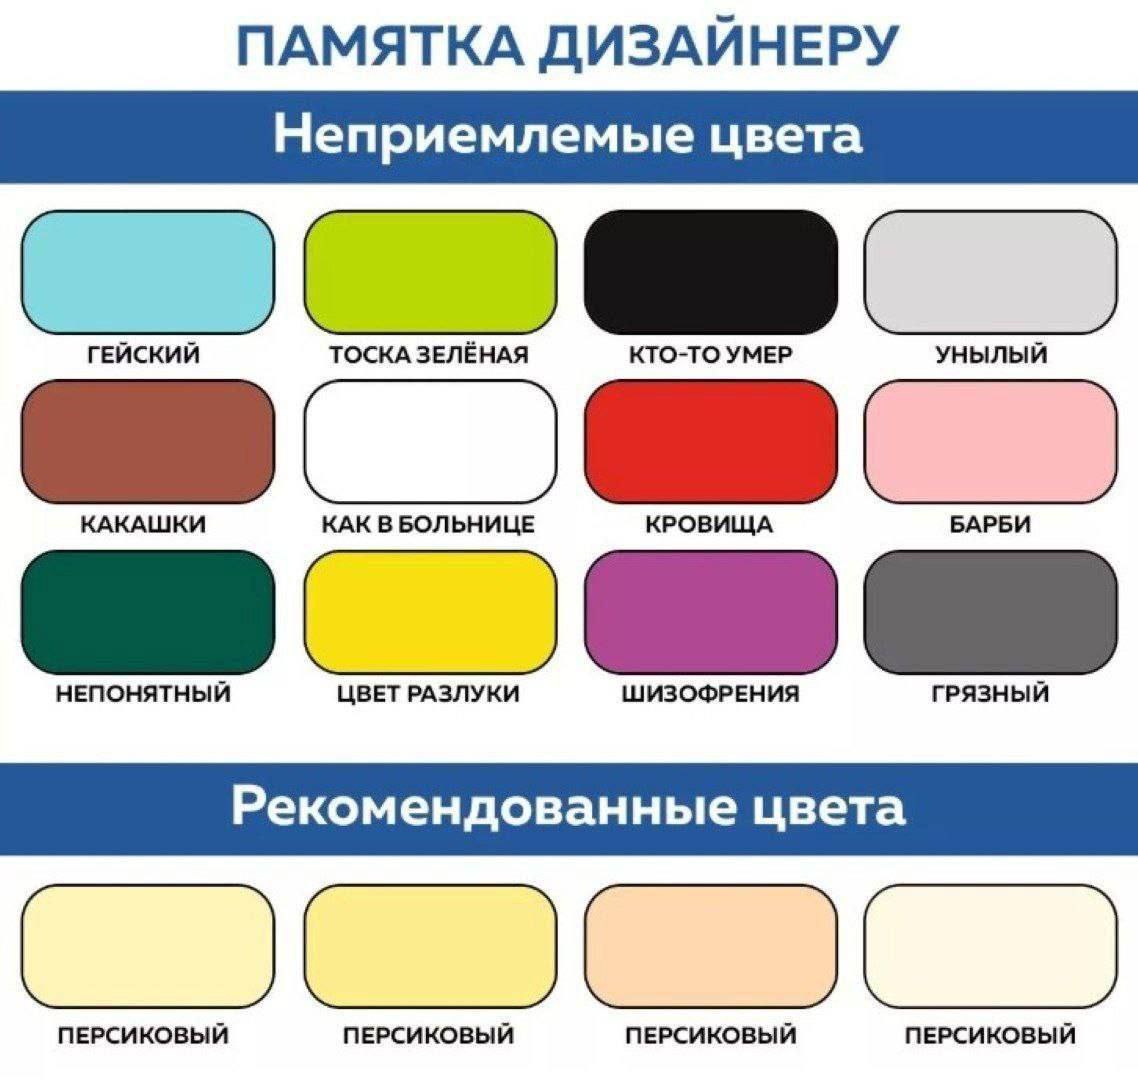 ПАМЯТКА ДИЗАЙНЕРУ
Неприемлемые цвета
ГЕЙСКИЙ
ТОСКА ЗЕЛЁНАЯ
КТО-ТО УМЕР
УНЫЛЫЙ
КАКАШКИ
КАК В БОЛЬНИЦЕ
КРОВИЩА
БАРБИ
НЕПОНЯТНЫЙ
ЦВЕТ РАЗЛУКИ
ШИЗОФРЕНИЯ
ГРЯЗНЫЙ
Рекомендованные цвета
ПЕРСИКОВЫЙ
ПЕРСИКОВЫЙ
ПЕРСИКОВЫЙ
ПЕРСИКОВЫЙ